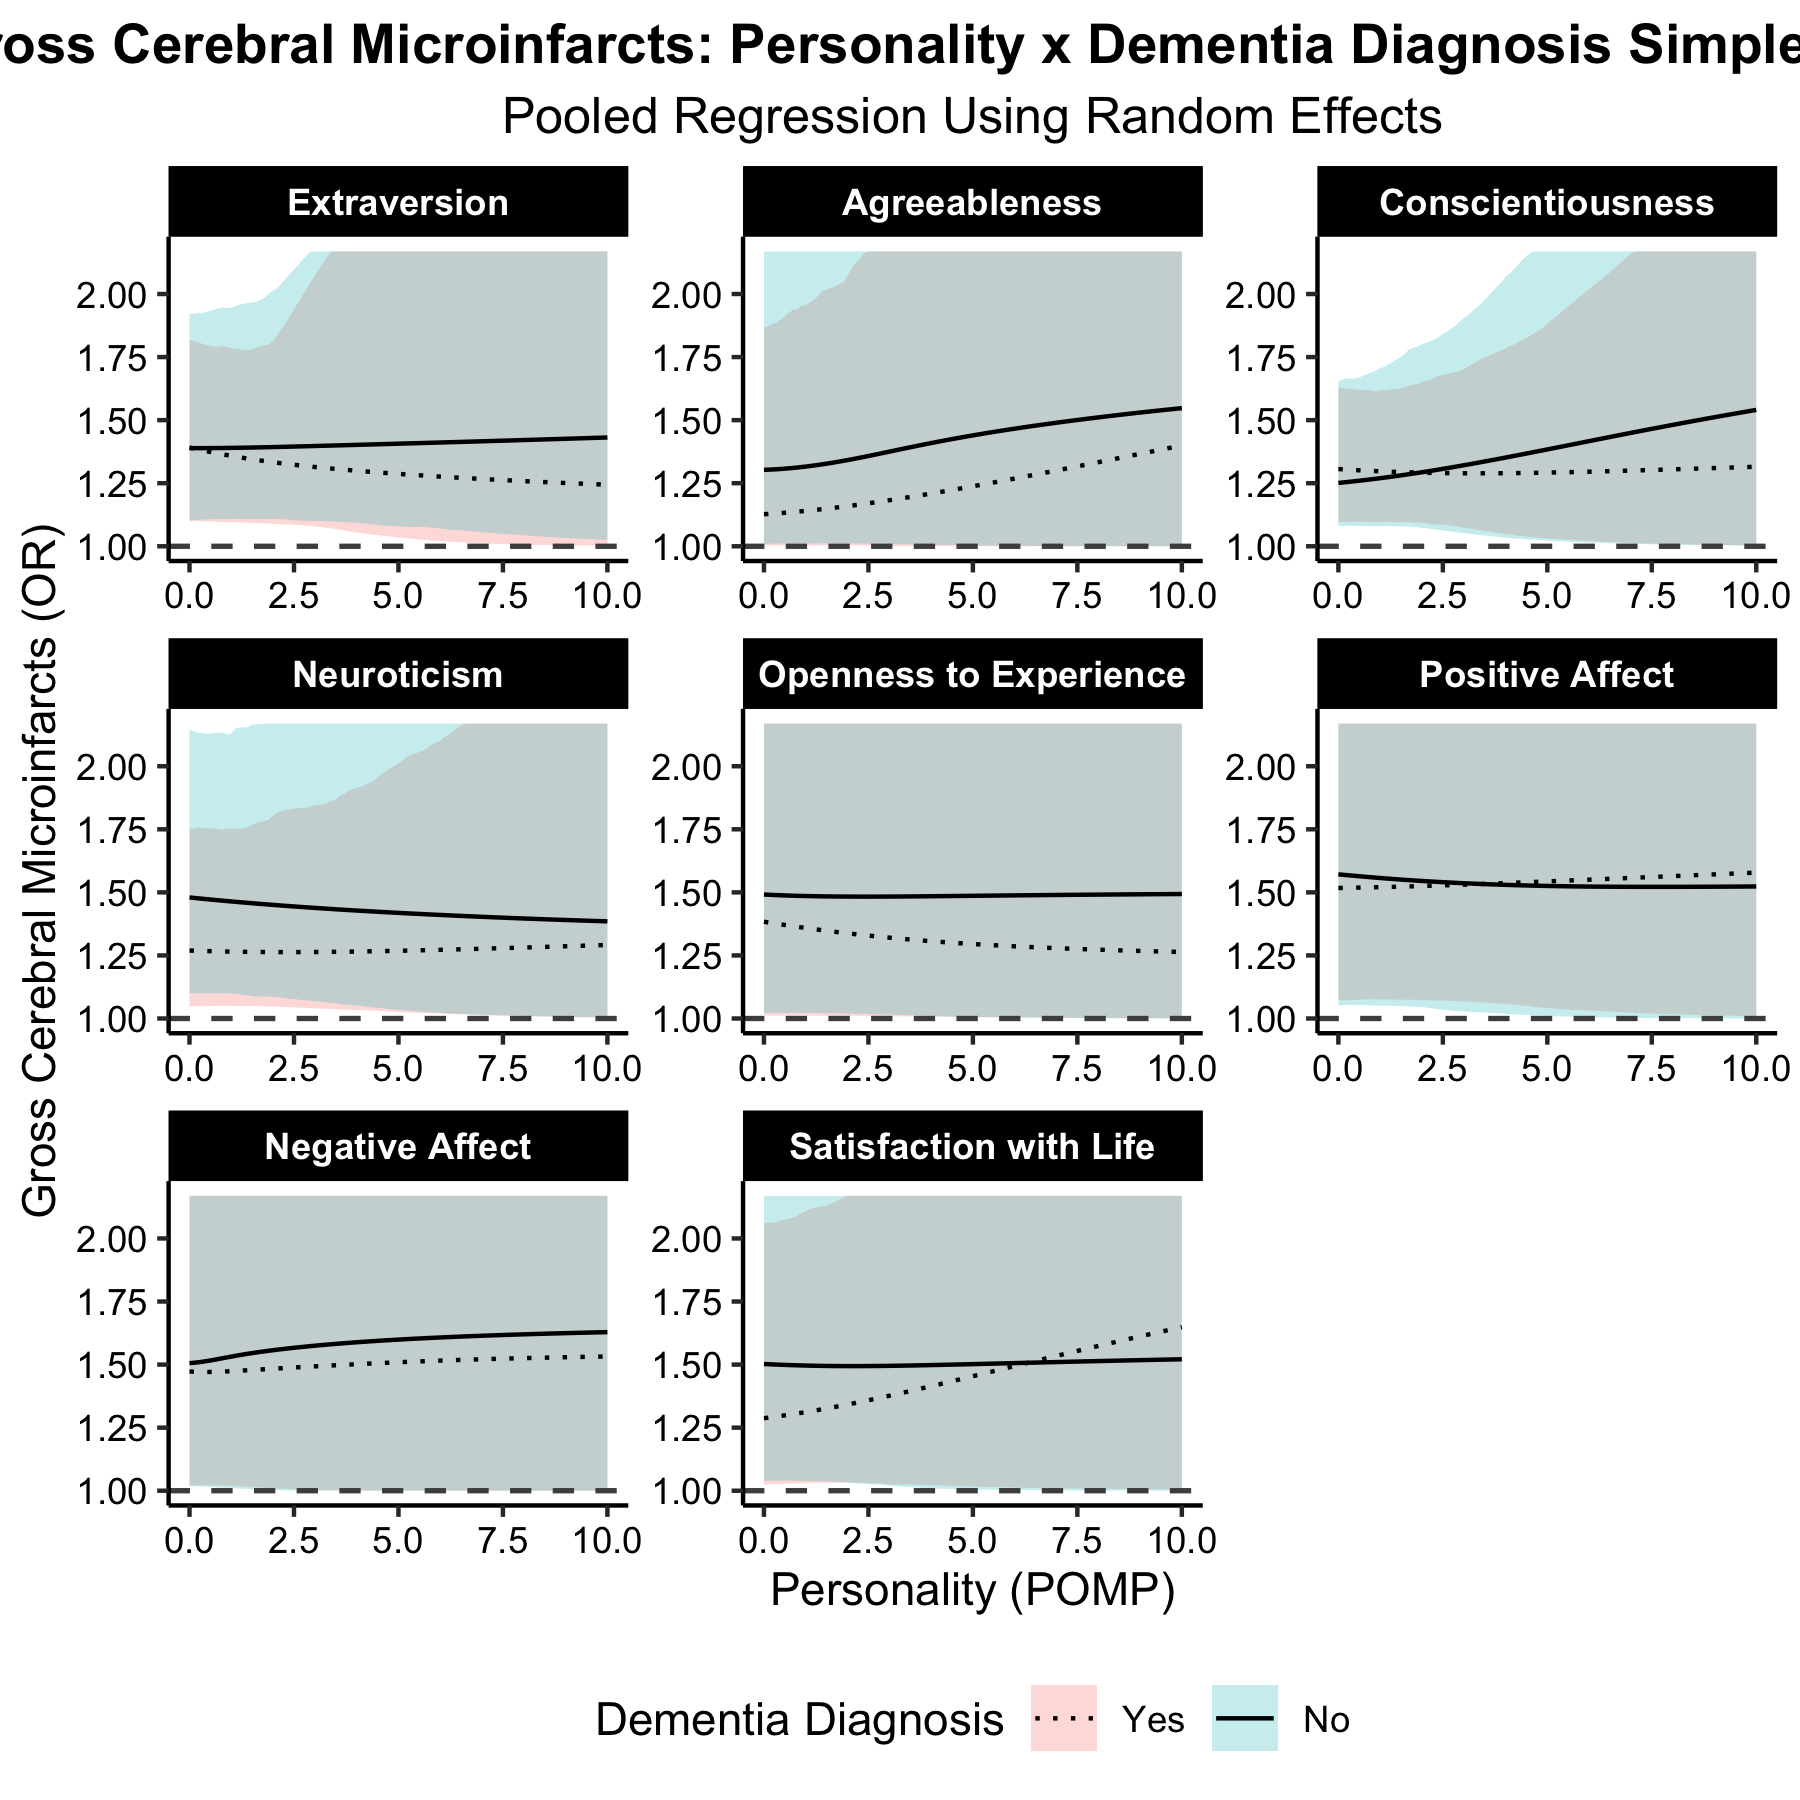 ross Cerebral Microinfarcts: Personality x Dementia Diagnosis Simple
Pooled Regression Using Random Effects
Extraversion Agreeableness Conscientiousness
2.00 2.00 2.00
1.75 1.75 1.75
1.50 1.50 1.50
1.25 1.25 1.25
1.00 1.00 1.00
0.0 2.5 5.0 7.5 10.0 0.0 2.5 5.0 7.5 10.0 0.0 2.5 5.0 7.5 10.0
Gross Cerebral Microinfarcts (OR)
Neuroticism Openness to Experience Positive Affect
2.00 2.00 2.00
1.75 1.75 1.75
1.50 1.50 1.50
1.25 1.25 1.25
1.00 1.00 1.00
0.0 2.5 5.0 7.5 10.0 0.0 2.5 5.0 7.5 10.0 0.0 2.5 5.0 7.5 10.0
Negative Affect Satisfaction with Life
2.00 2.00
1.75 1.75
1.50 1.50
1.25 1.25
1.00 1.00
0.0 2.5 5.0 7.5 10.0 0.0 2.5 5.0 7.5 10.0
Personality (POMP)
Dementia Diagnosis Yes No